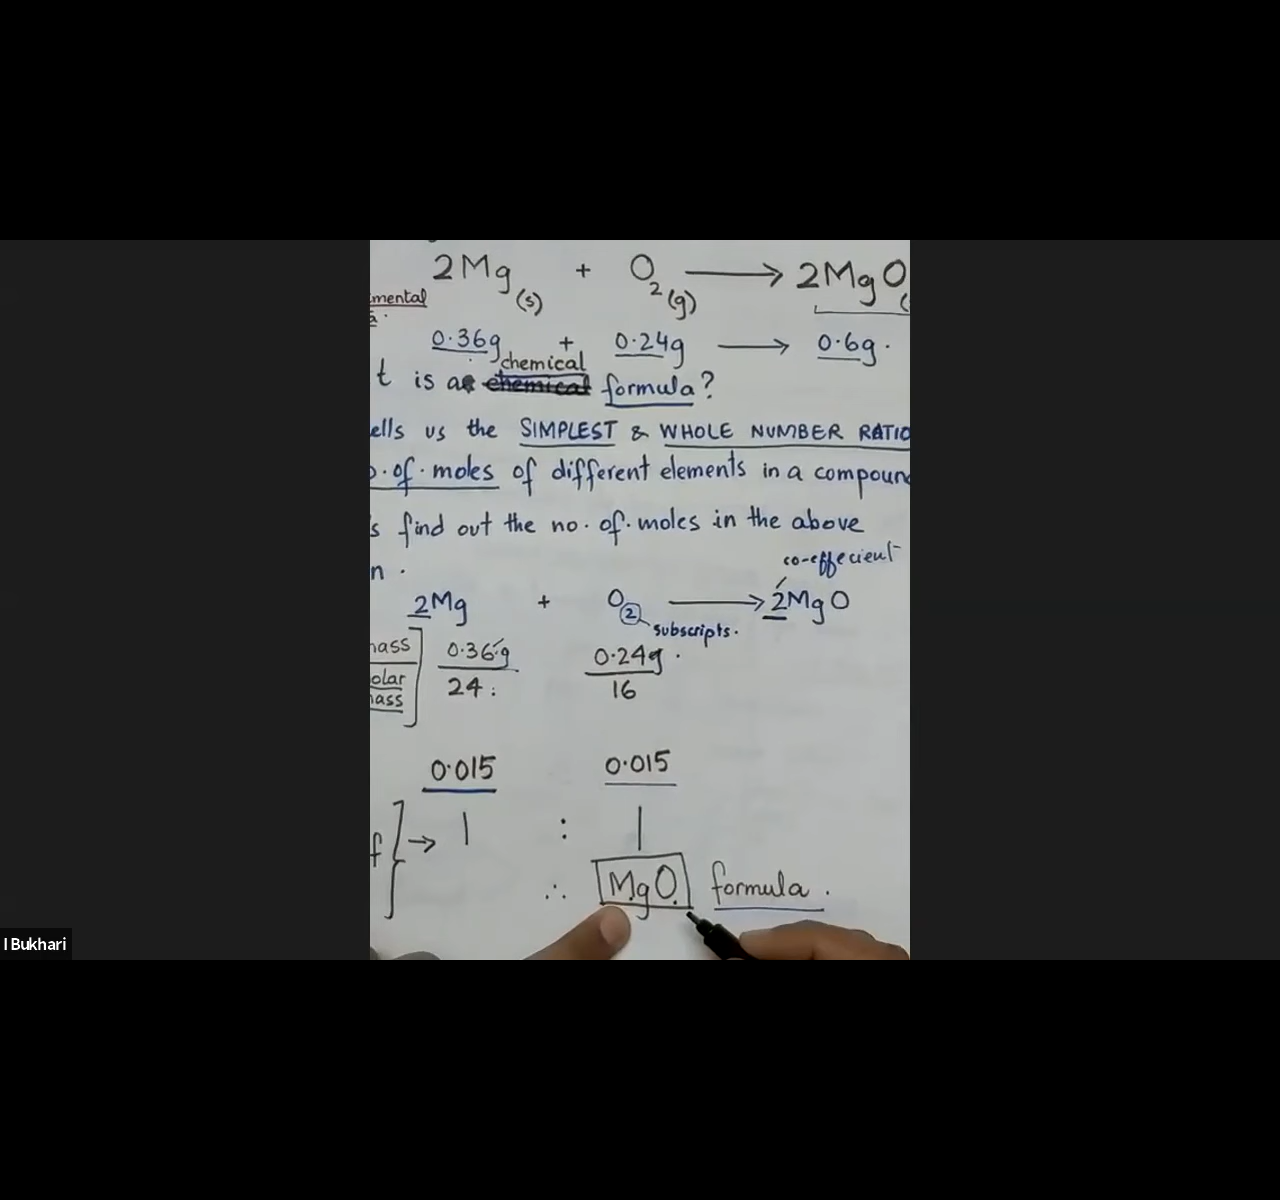 2Mg(s) + O2(g) → 2MgO(
mental
a.
0.36g + 0.24g → 0.6g.
chemical
t is a chemical formula?
ells us the SIMPLEST & WHOLE NUMBER RATIO
o.of.moles of different elements in a compound
s find out the no.of.moles in the above
co-effecient
n.
2Mg + O2 → 2MgO
subscripts.
mass 0.36g 0.24g.
olar 24. 16
mass
0.015 0.015
f } → 1 : 1
∴ MgO formula.
I Bukhari